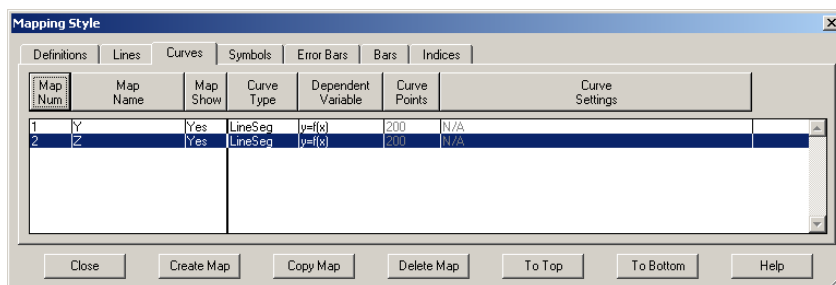 Mapping Style
Definitions Lines Curves Symbols Error Bars Bars Indices
Map Num Map Name Map Show Curve Type Dependent Variable Curve Points Curve Settings
1 Y Yes LineSeg y=f(x) 200 N/A
2 Z Yes LineSeg y=f(x) 200 N/A
Close Create Map Copy Map Delete Map To Top To Bottom Help